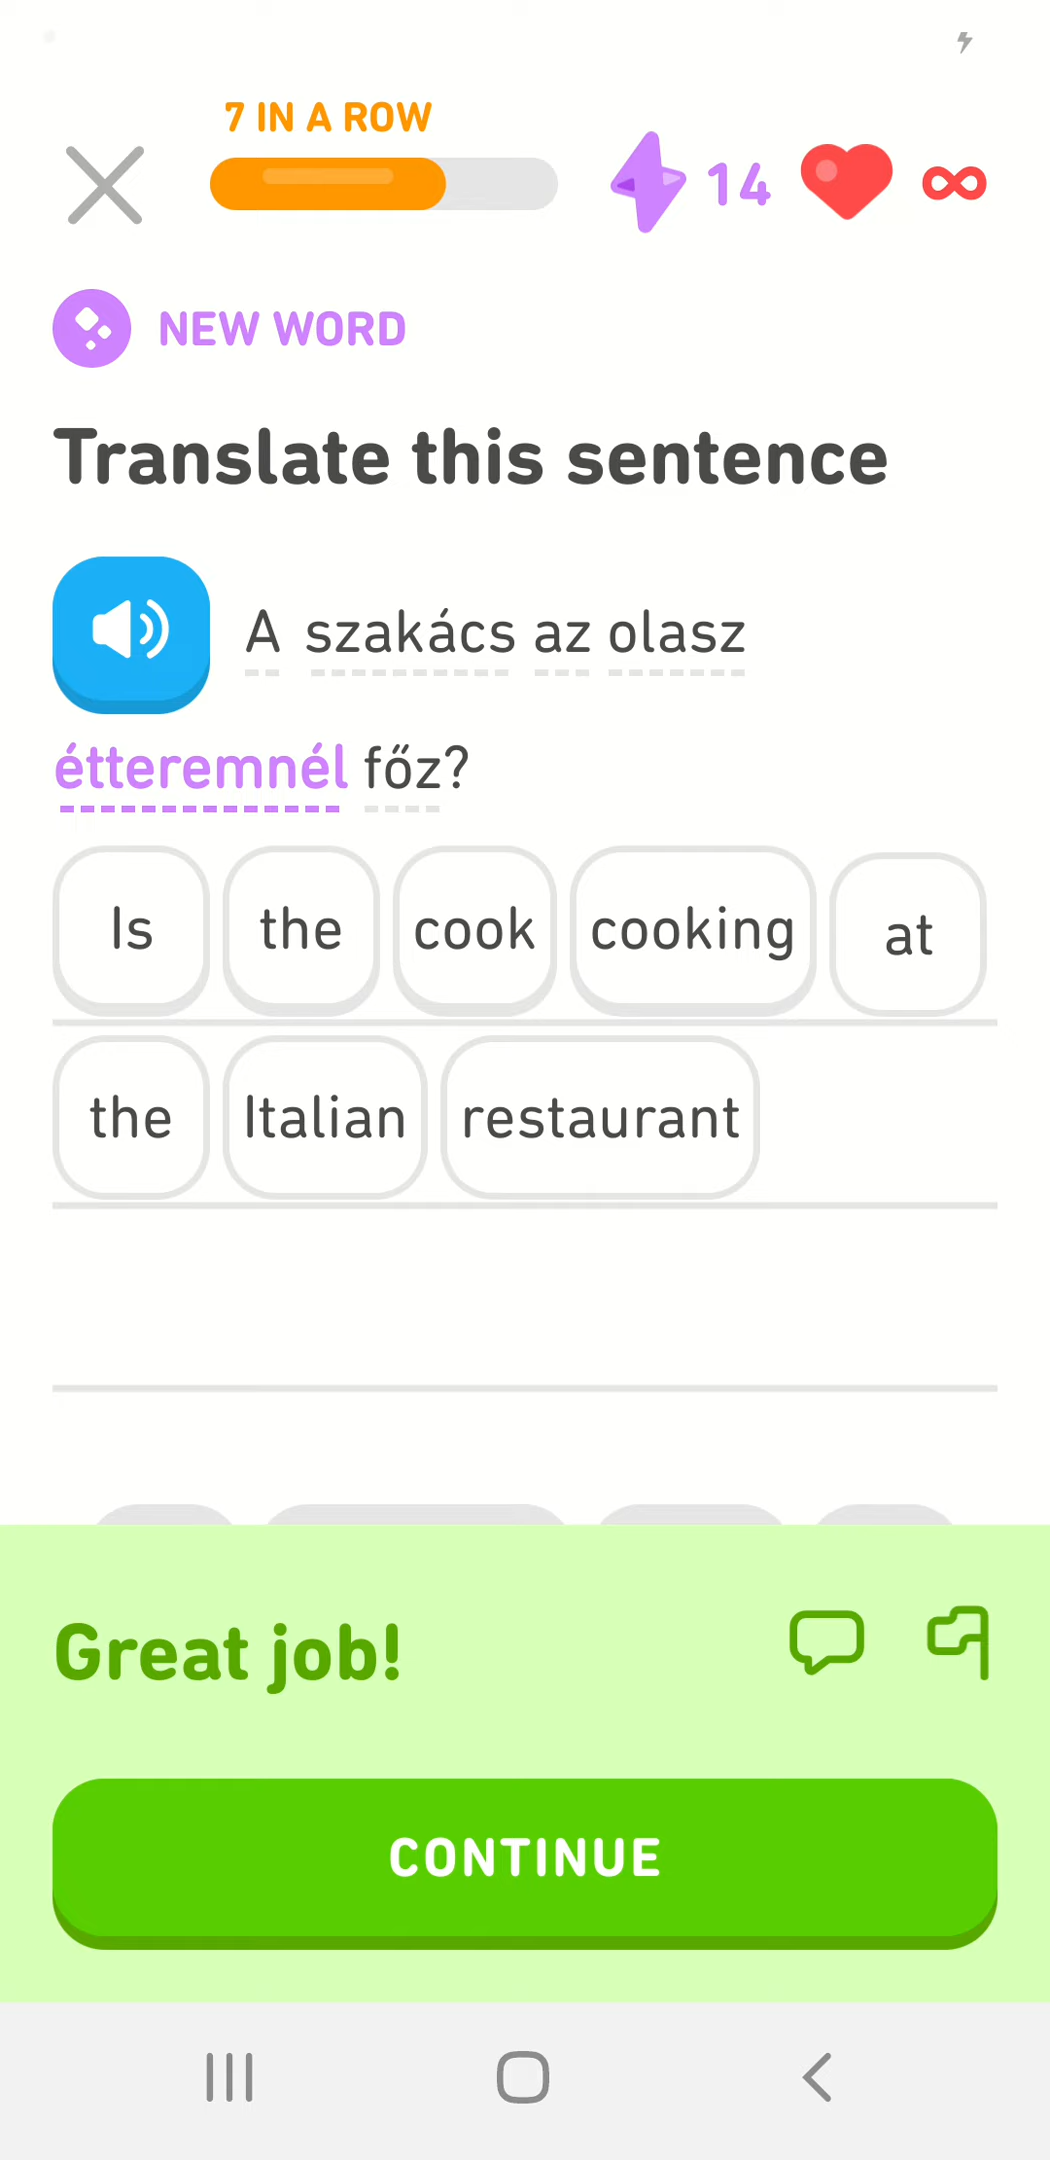 7 IN A ROW
14
NEW WORD
Translate this sentence
A szakács az olasz
étteremnél főz?
Is the cook cooking at
the Italian restaurant
Great job!
CONTINUE